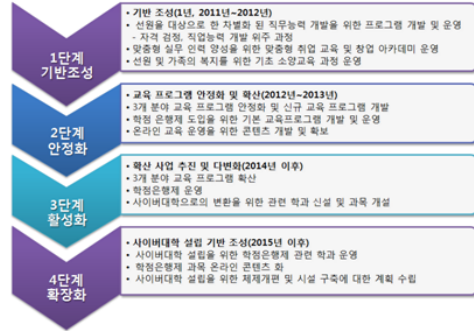 1단계
기반조성
• 기반 조성(1년, 2011~2012년)
• 선원을 대상으로 한 차별화 된 직무능력 개발을 위한 프로그램 개발 및 운영
- 자격 검정, 직업능력 개발 위주 과정
• 맞춤형 실무 인력 양성을 위한 맞춤형 취업 교육 및 창업 아카데미 운영
• 선원 및 가족의 복지를 위한 기초 소양교육 과정 운영
2단계
안정화
• 교육 프로그램 안정화 및 확산(2012~2013년)
• 3개 분야 교육 프로그램 안정화 및 신규 교육 프로그램 개발
• 학점 은행제 도입을 위한 기본 교육프로그램 개발 및 운영
• 온라인 교육 운영을 위한 콘텐츠 개발 및 확보
3단계
활성화
• 확산 사업 추진 및 다변화(2014년 이후)
• 3개 분야 교육 프로그램 확산
• 학점은행제 운영
• 사이버대학으로의 변환을 위한 관련 학과 신설 및 과목 개설
4단계
확장화
• 사이버대학 설립 기반 조성(2015년 이후)
• 사이버대학 설립을 위한 학점은행제 관련 학과 운영
• 학점은행제 과목 온라인 콘텐츠 화
• 사이버대학 설립을 위한 체제개편 및 시설 구축에 대한 계획 수립